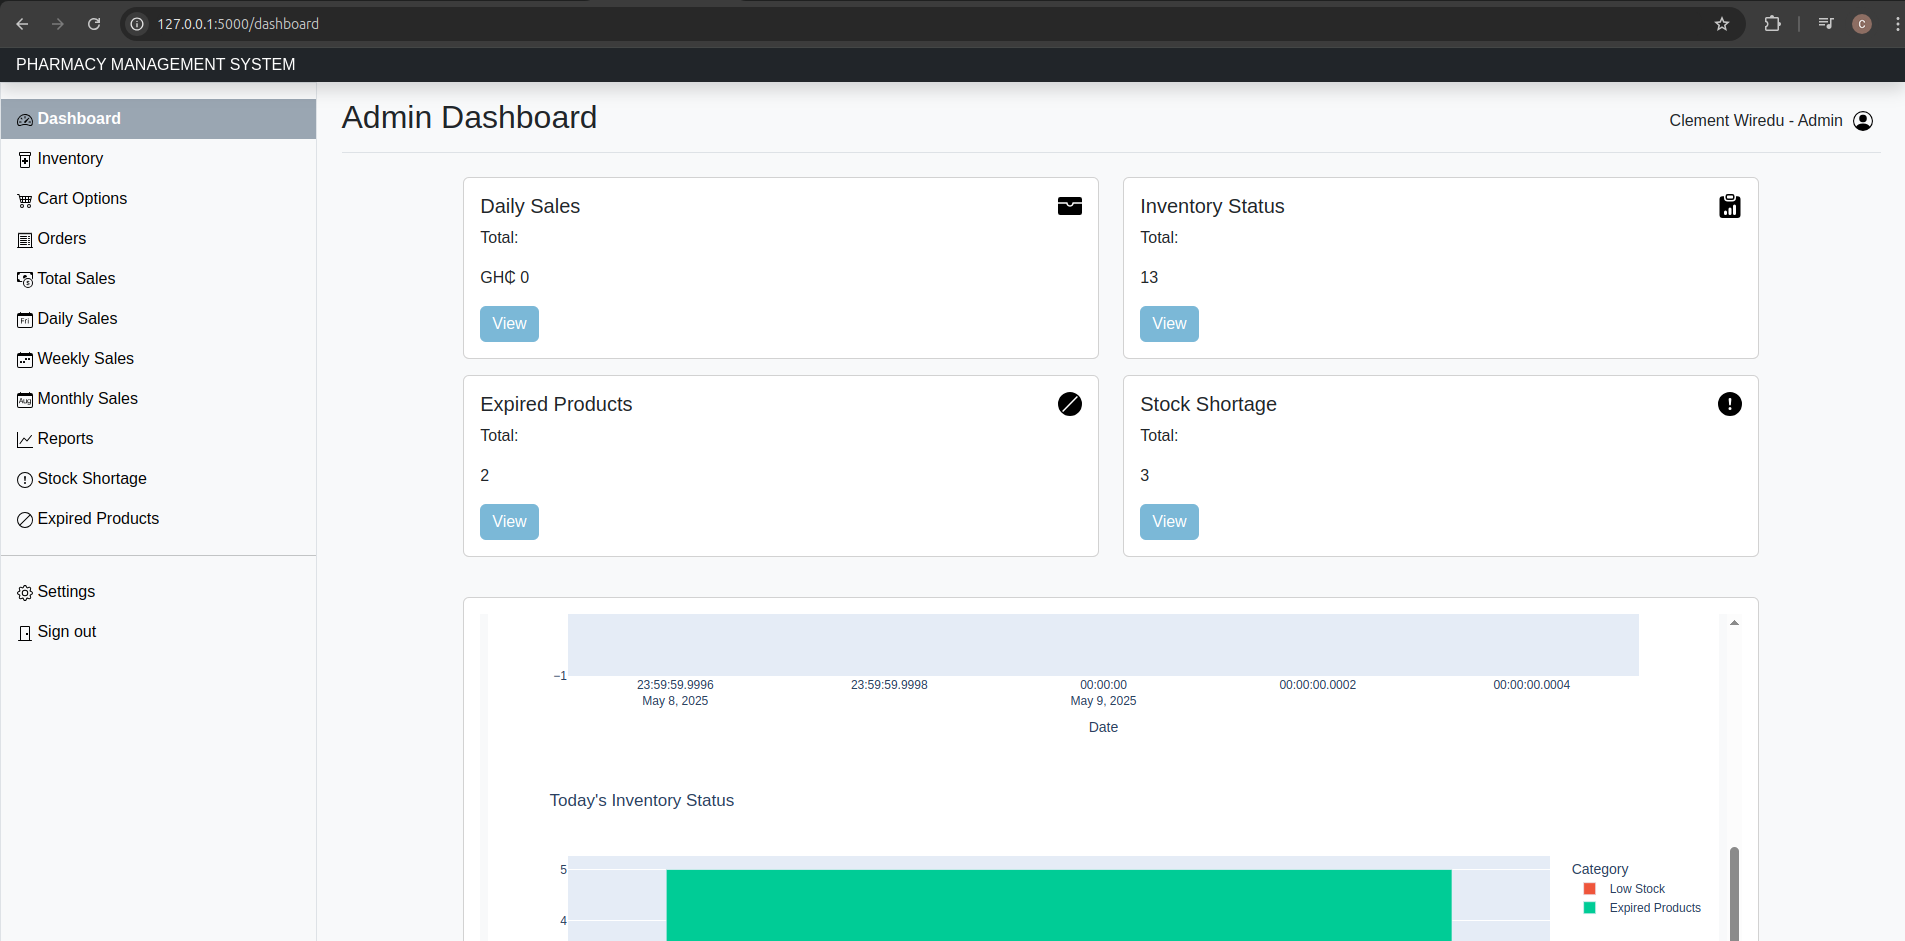 127.0.0.1:5000/dashboard
C
PHARMACY MANAGEMENT SYSTEM
Dashboard
Inventory
Cart Options
Orders
Total Sales
Fri
Daily Sales
Weekly Sales
Aug
Monthly Sales
Reports
Stock Shortage
Expired Products
Settings
Sign out
Admin Dashboard
Clement Wiredu - Admin
Daily Sales
Total:
GH₵ 0
View
Inventory Status
Total:
13
View
Expired Products
Total:
2
View
Stock Shortage
Total:
3
View
−1
23:59:59.9996
May 8, 2025
23:59:59.9998
00:00:00
May 9, 2025
00:00:00.0002
00:00:00.0004
Date
Today's Inventory Status
5
4
Category
Low Stock
Expired Products